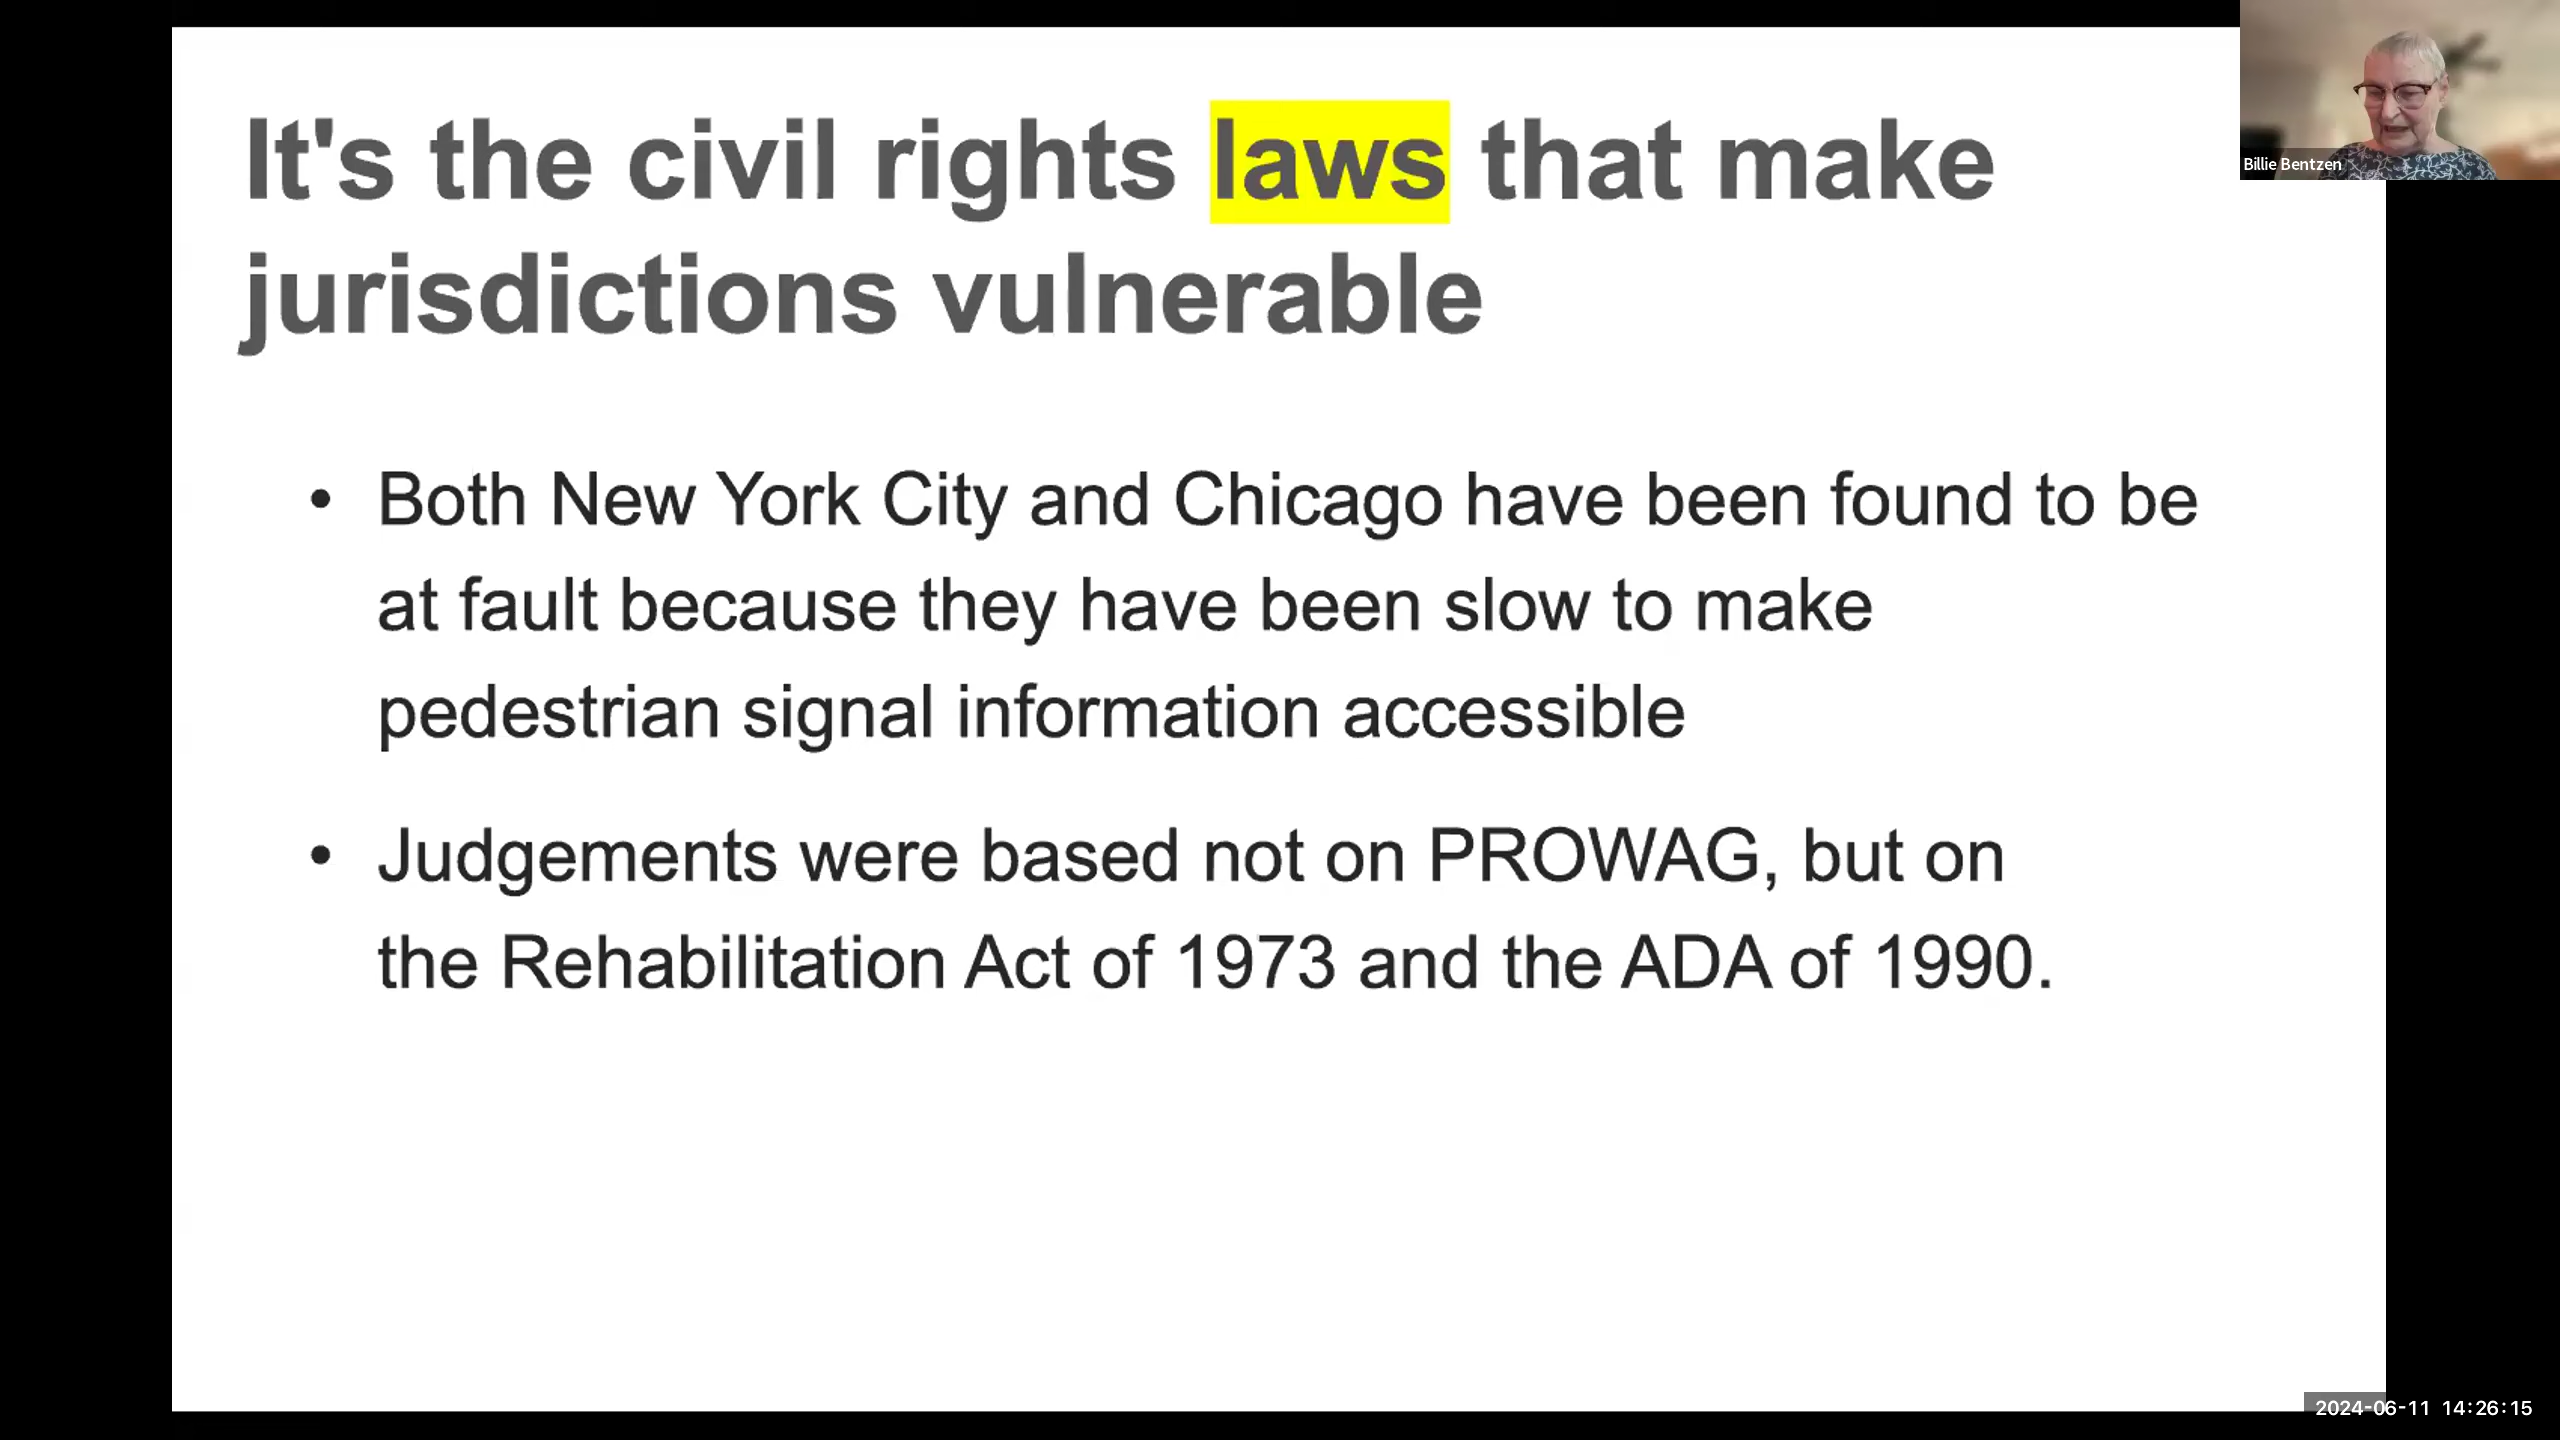 It's the civil rights laws that make
jurisdictions vulnerable
• Both New York City and Chicago have been found to be
at fault because they have been slow to make
pedestrian signal information accessible
• Judgements were based not on PROWAG, but on
the Rehabilitation Act of 1973 and the ADA of 1990.
Billie Bentzen
2024-06-11 14:26:15